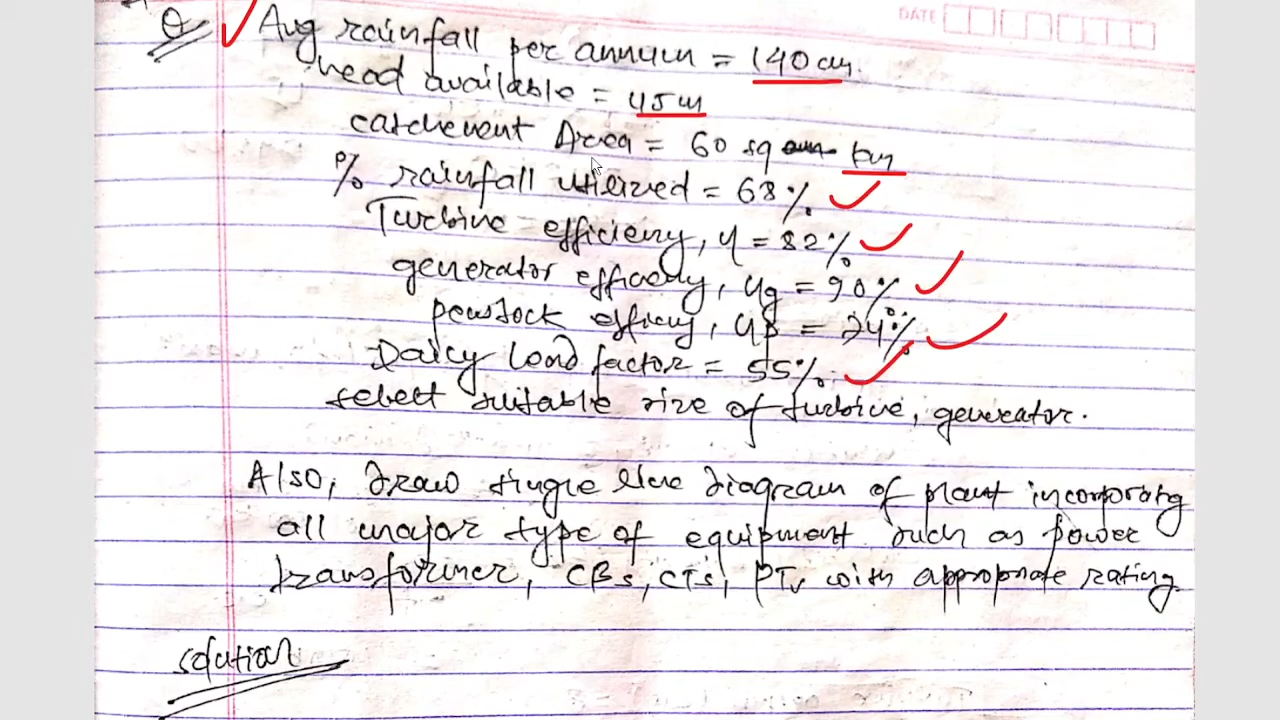 DATE
Q Avg rainfall per annum = 140 cm.
head available = 45 m
catchment Area = 60 sq km
% rainfall utilized = 68%
Turbine efficiency, η = 82%
generator efficiency, ηg = 90%
penstock efficiency, ηp = 94%
Daily load factor = 55%.
select suitable size of turbine, generator.
Also, draw single line diagram of plant incorporating
all major type of equipment such as power
transformer, CBs, CTs, PTs with appropriate rating.
solution